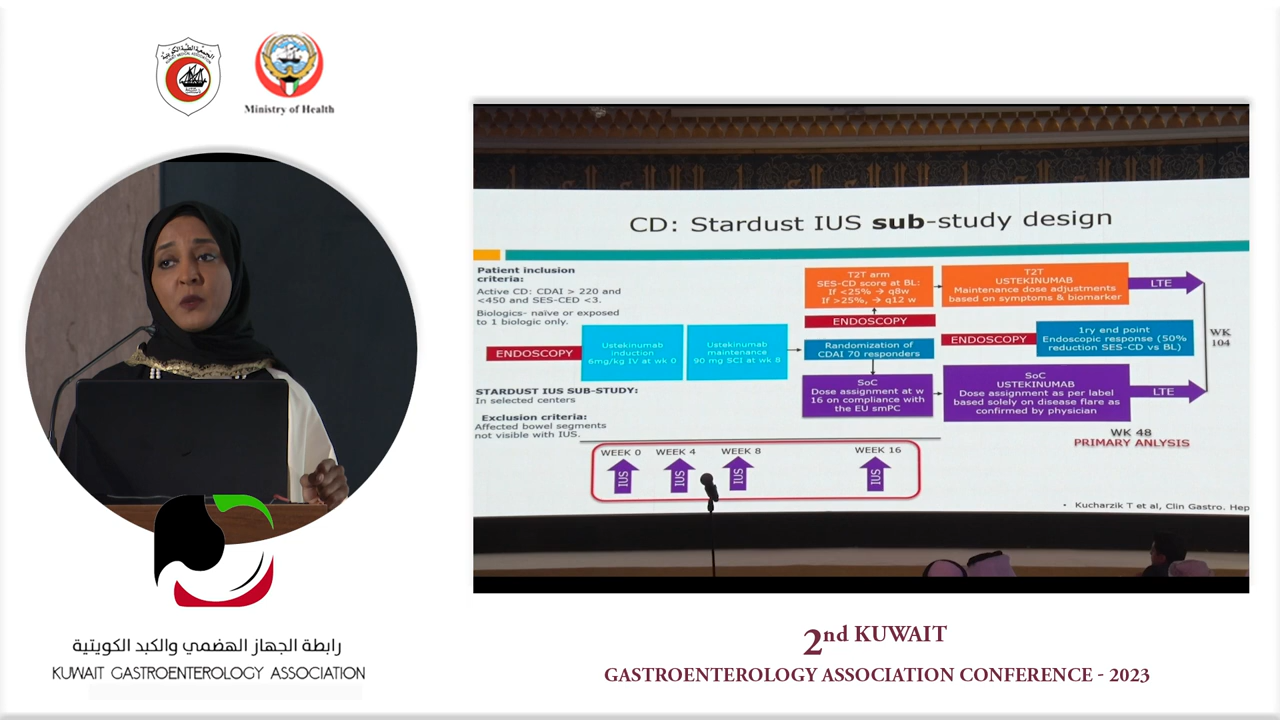 Ministry of Health
CD: Stardust IUS sub-study design
Patient inclusion
criteria:
Active CD: CDAI > 220 and
<450 and SES-CED <3.
Biologics- naïve or exposed
to 1 biologic only.
ENDOSCOPY
Ustekinumab
induction
6mg/kg IV at wk 0
Ustekinumab
maintenance
90 mg SCI at wk 8
T2T arm
SES-CD score at BL:
If <25% → q8w
If >25%, → q12 w
ENDOSCOPY
Randomization of
CDAI 70 responders
SoC
Dose assignment at w
16 on compliance with
the EU smPC
T2T
USTEKINUMAB
Maintenance dose adjustments
based on symptoms & biomarker
LTE
ENDOSCOPY
1ry end point
Endoscopic response (50%
reduction SES-CD vs BL)
WK
104
SoC
USTEKINUMAB
Dose assignment as per label
based solely on disease flare as
confirmed by physician
LTE
WK 48
PRIMARY ANLYSIS
STARDUST IUS SUB-STUDY:
In selected centers
Exclusion criteria:
Affected bowel segments
not visible with IUS.
WEEK 0 WEEK 4 WEEK 8 WEEK 16
IUS IUS IUS IUS
• Kucharzik T et al, Clin Gastro. Hep
رابطة الجهاز الهضمي والكبد الكويتية
KUWAIT GASTROENTEROLOGY ASSOCIATION
2nd KUWAIT
GASTROENTEROLOGY ASSOCIATION CONFERENCE - 2023